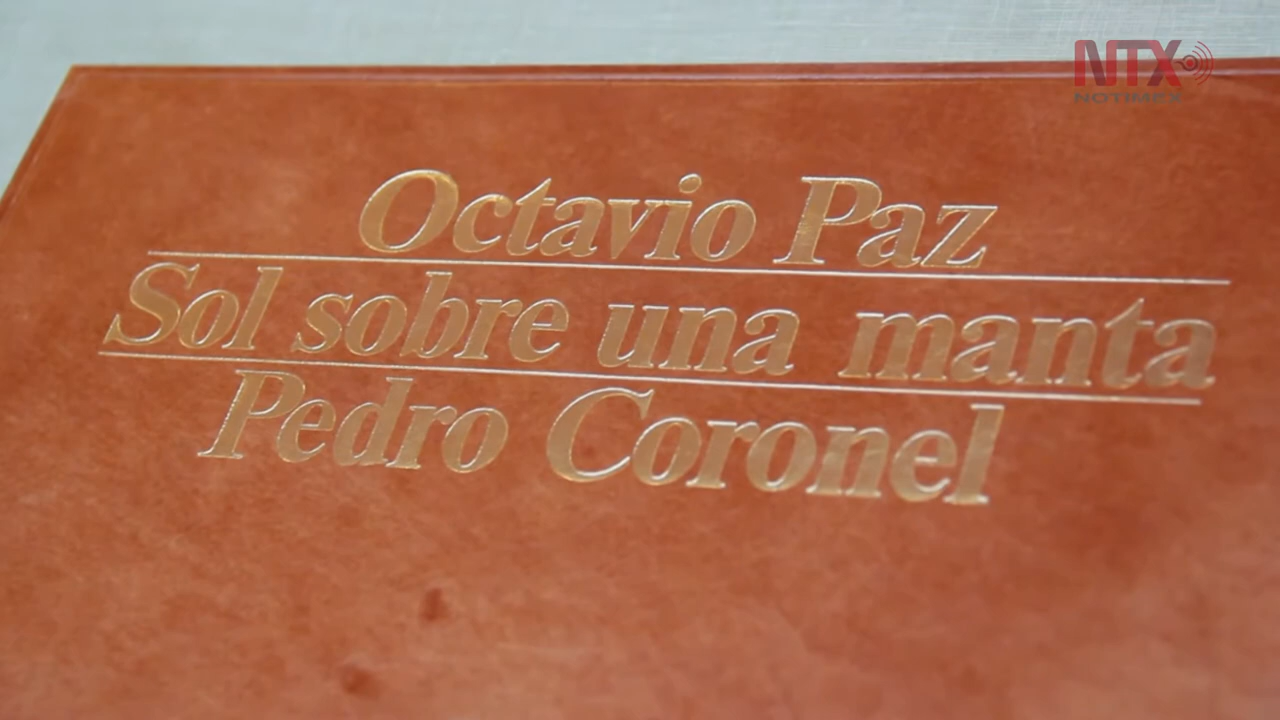 NTX
NOTIMEX
Octavio Paz
Sol sobre una manta
Pedro Coronel